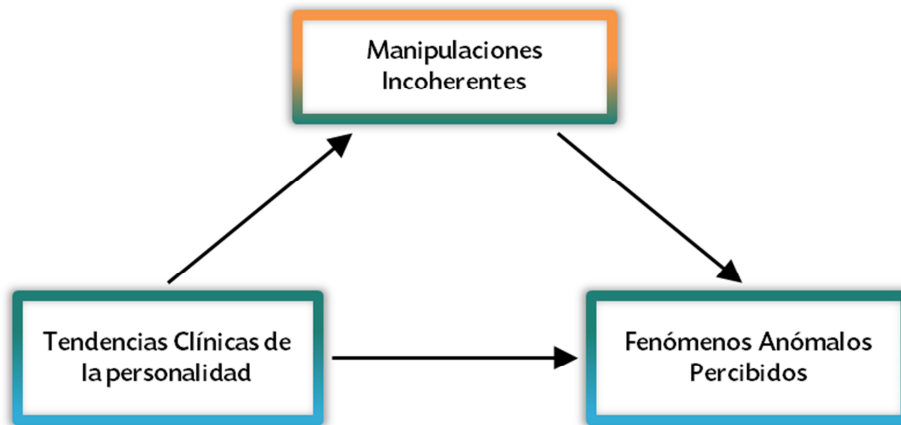 Manipulaciones
Incoherentes
Tendencias Clínicas de
la personalidad
Fenómenos Anómalos
Percibidos